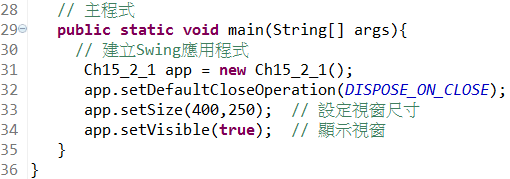 28 // 主程式
29 public static void main(String[] args){
30 // 建立Swing應用程式
31 Ch15_2_1 app = new Ch15_2_1();
32 app.setDefaultCloseOperation(DISPOSE_ON_CLOSE);
33 app.setSize(400,250); // 設定視窗尺寸
34 app.setVisible(true); // 顯示視窗
35 }
36 }